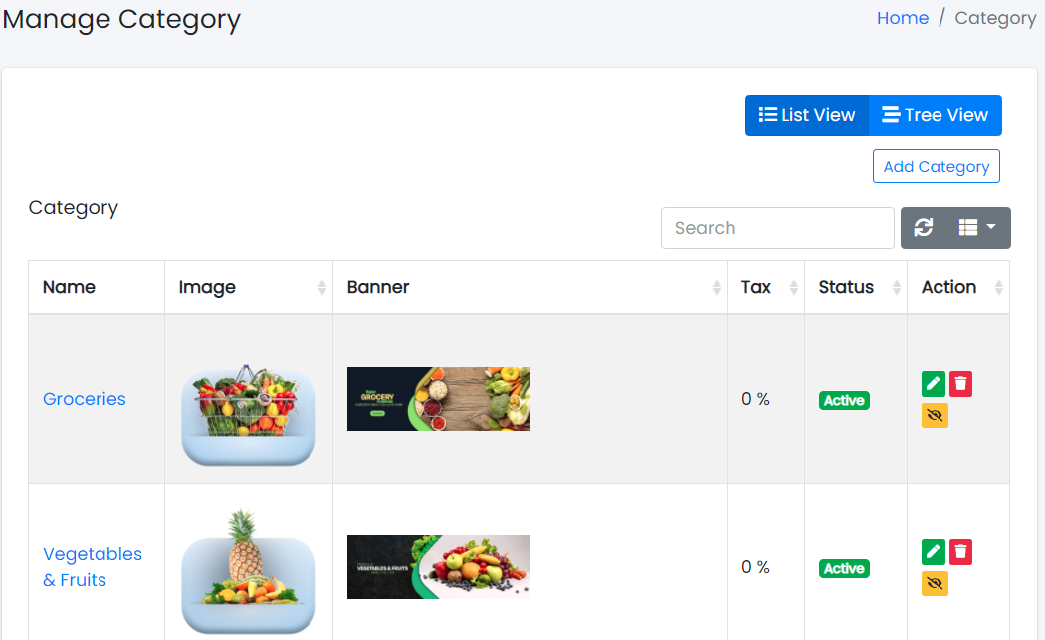 Manage Category
Home / Category
List View
Tree View
Add Category
Category
Search
Name Image Banner Tax Status Action
Groceries
GROCERY
0 %
Active
Vegetables
& Fruits
VEGETABLES & FRUITS
0 %
Active